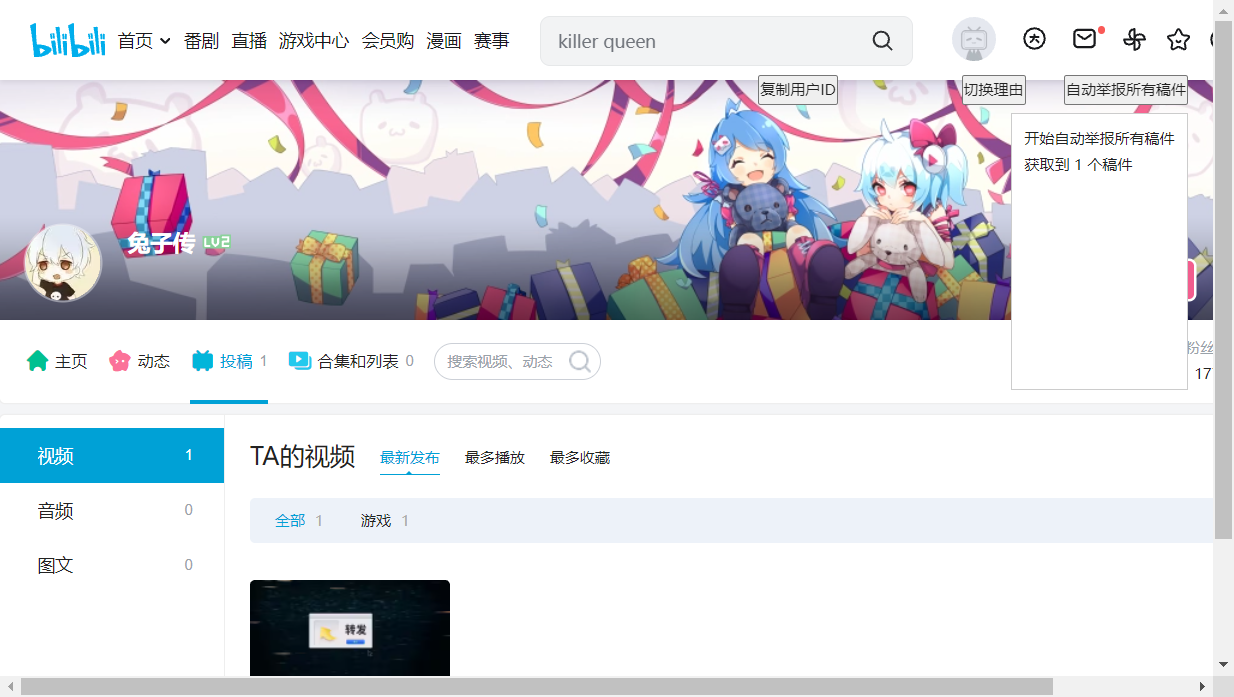 bilibili 首页 番剧 直播 游戏中心 会员购 漫画 赛事 killer queen
复制用户ID 切换理由 自动举报所有稿件
开始自动举报所有稿件
获取到 1 个稿件
兔子传 LV2
主页 动态 投稿 1 合集和列表 0 搜索视频、动态
粉丝
17
视频 1
音频 0
图文 0
TA的视频 最新发布 最多播放 最多收藏
全部 1 游戏 1
转发